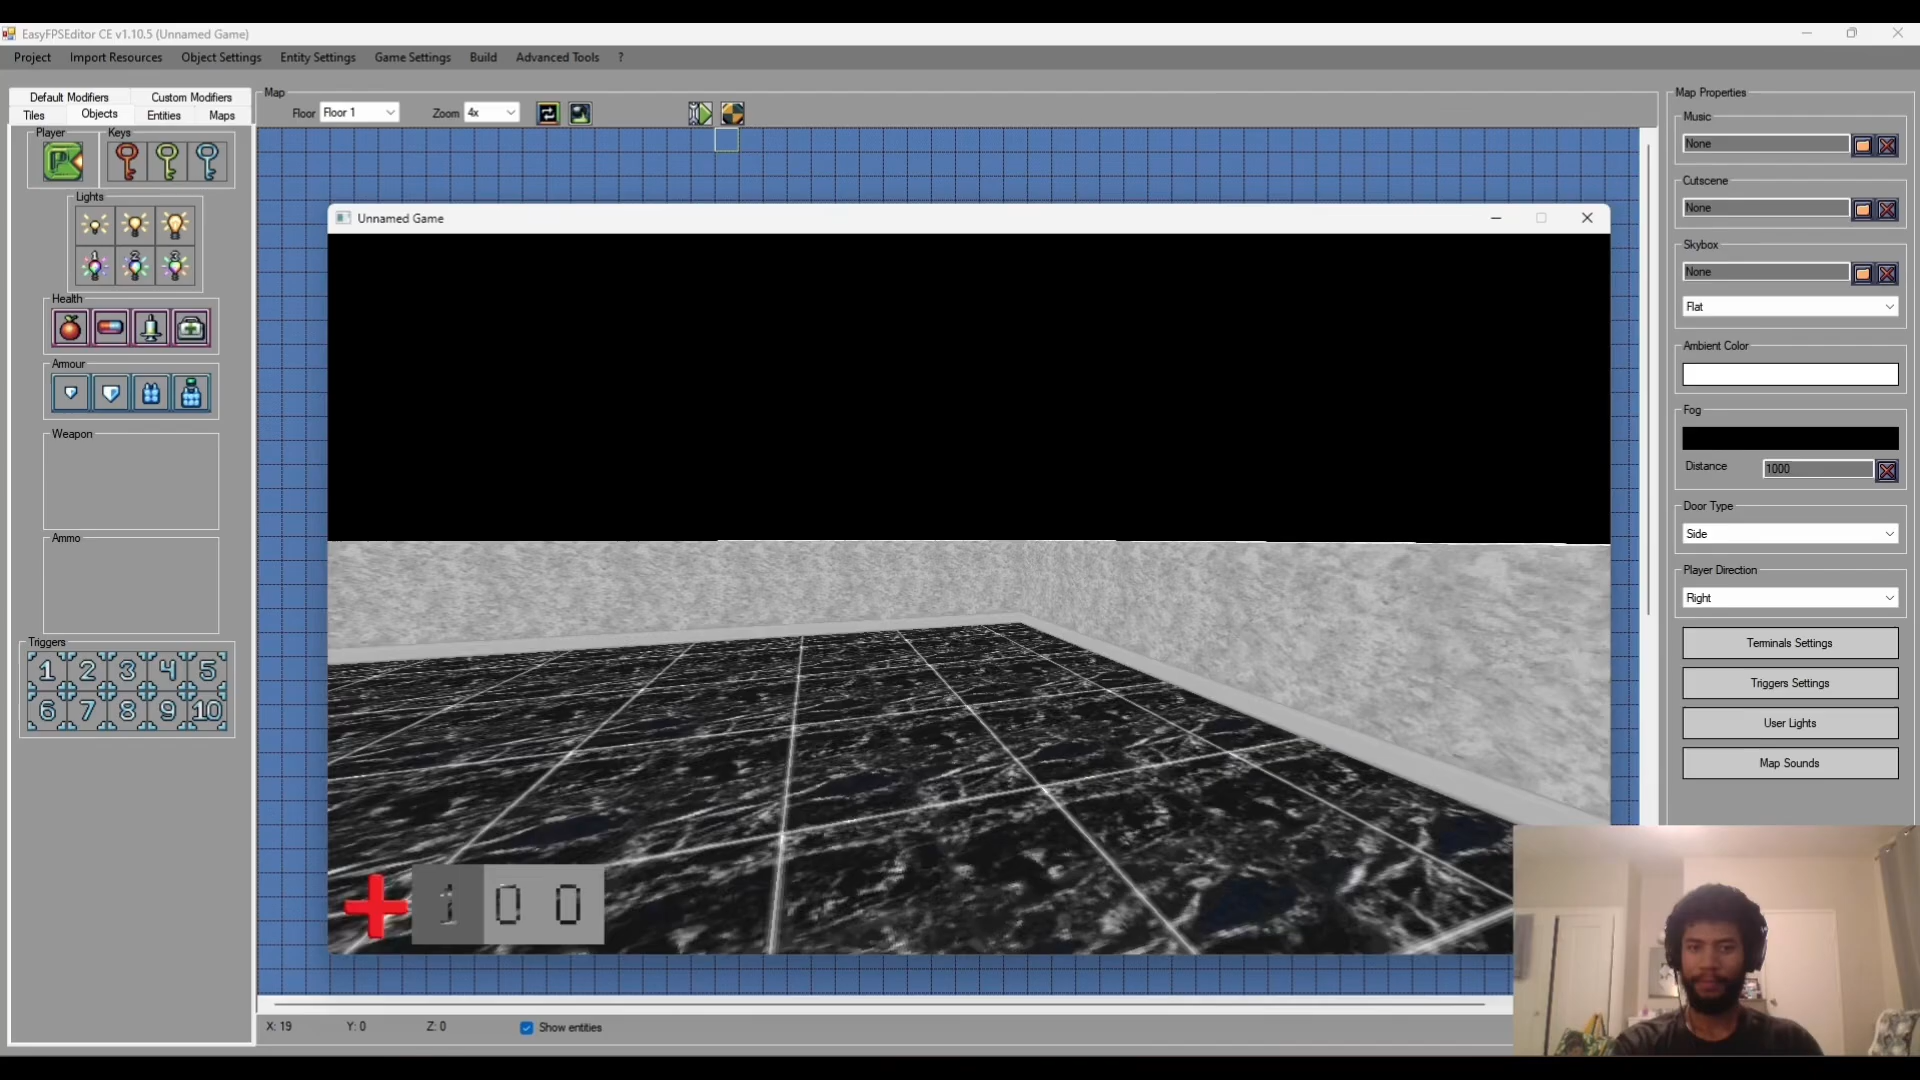 EasyFPSEditor CE v1.10.5 (Unnamed Game)
Project Import Resources Object Settings Entity Settings Game Settings Build Advanced Tools ?
Default Modifiers Custom Modifiers
Tiles Objects Entities Maps
Player Keys
P
Lights
1 2 3
Health
Armour
Weapon
Ammo
Triggers
1 2 3 4 5
6 7 8 9 10
Map
Floor Floor 1 Zoom 4x
Unnamed Game
100
X: 19 Y: 0 Z: 0 Show entities
Map Properties
Music
None
Cutscene
None
Skybox
None
Flat
Ambient Color
Fog
Distance 1000
Door Type
Side
Player Direction
Right
Terminals Settings
Triggers Settings
User Lights
Map Sounds